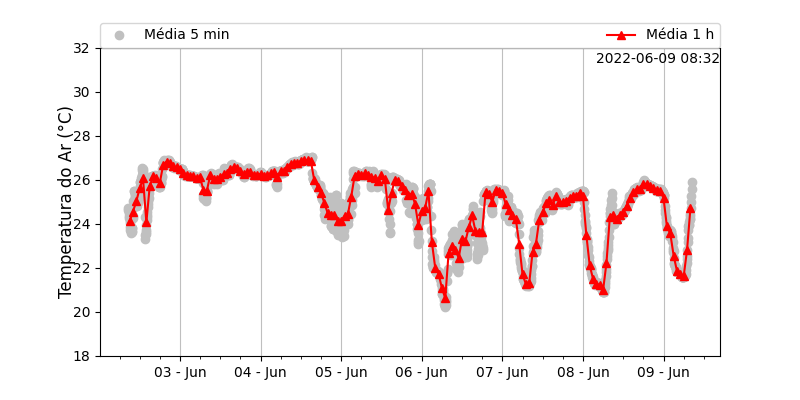 Média 5 min
Média 1 h
2022-06-09 08:32
Temperatura do Ar (°C)
32
30
28
26
24
22
20
18
03 - Jun
04 - Jun
05 - Jun
06 - Jun
07 - Jun
08 - Jun
09 - Jun